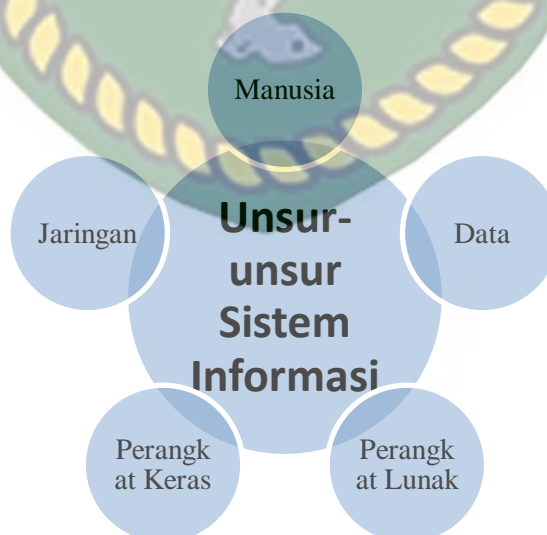 Manusia
Jaringan
Unsur-
unsur
Sistem
Informasi
Data
Perangk
at Keras
Perangk
at Lunak